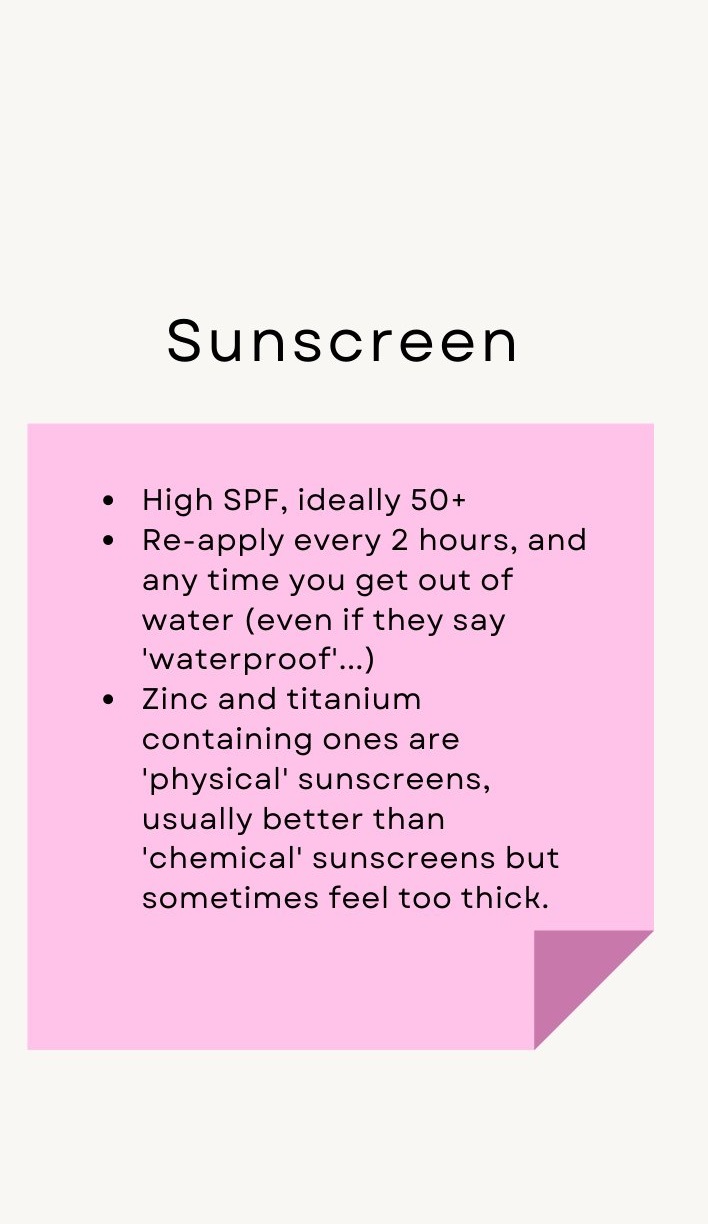 Sunscreen
• High SPF, ideally 50+
• Re-apply every 2 hours, and
any time you get out of
water (even if they say
'waterproof'...)
• Zinc and titanium
containing ones are
'physical' sunscreens,
usually better than
'chemical' sunscreens but
sometimes feel too thick.